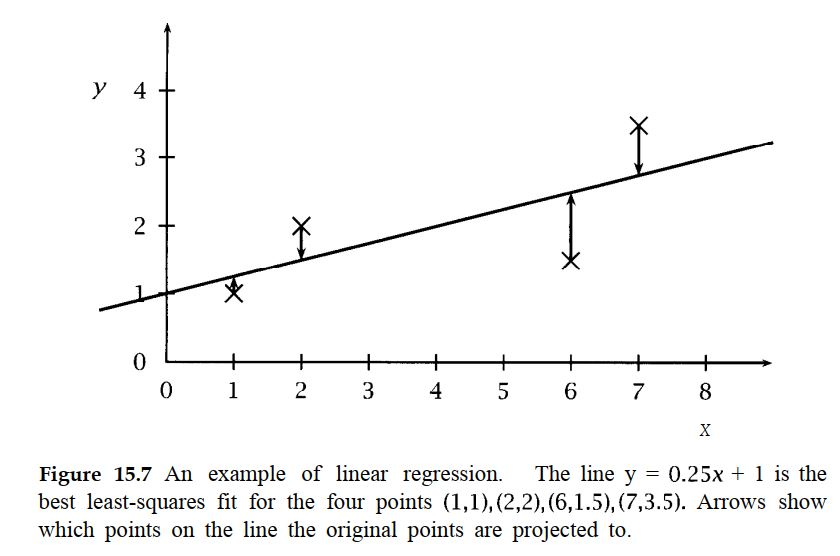 y 4
3
2
1
0
0 1 2 3 4 5 6 7 8
X
Figure 15.7 An example of linear regression. The line y = 0.25x + 1 is the
best least-squares fit for the four points (1,1),(2,2),(6,1.5),(7,3.5). Arrows show
which points on the line the original points are projected to.